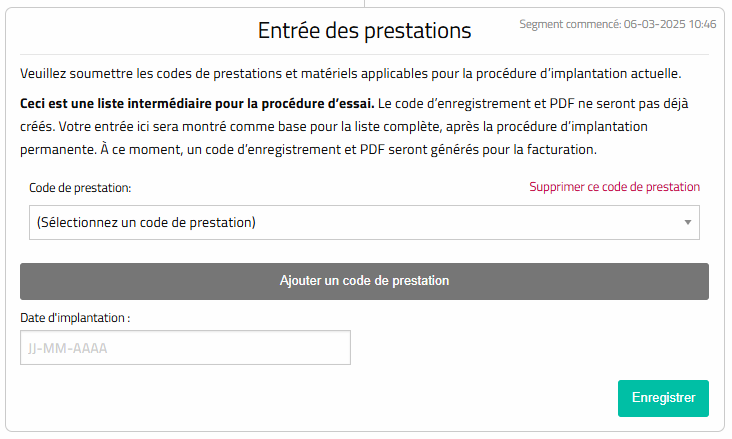 Entrée des prestations
Segment commencé: 06-03-2025 10:46
Veuillez soumettre les codes de prestations et matériels applicables pour la procédure d'implantation actuelle.
Ceci est une liste intermédiaire pour la procédure d'essai. Le code d'enregistrement et PDF ne seront pas déjà
créés. Votre entrée ici sera montré comme base pour la liste complète, après la procédure d'implantation
permanente. À ce moment, un code d'enregistrement et PDF seront générés pour la facturation.
Code de prestation:
Supprimer ce code de prestation
(Sélectionnez un code de prestation)
Ajouter un code de prestation
Date d'implantation :
JJ-MM-AAAA
Enregistrer